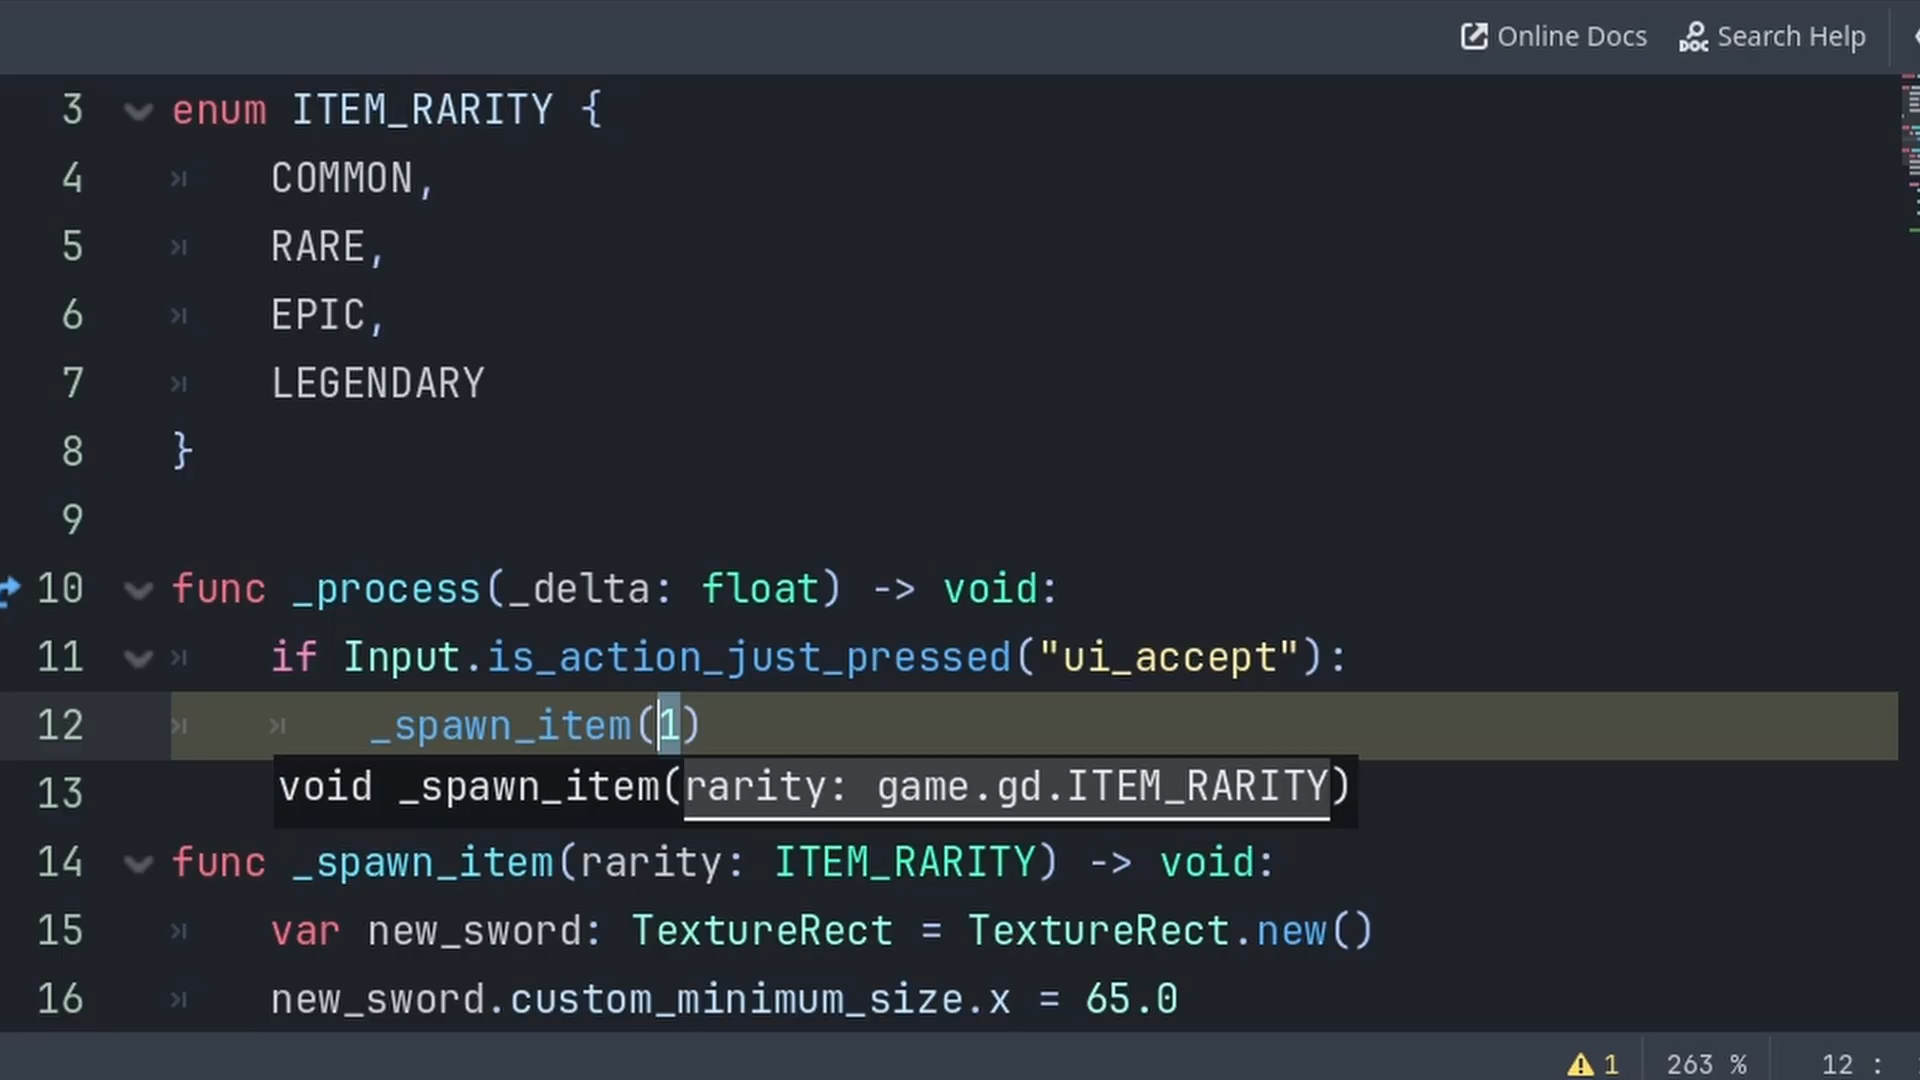 Online Docs Search Help
3 enum ITEM_RARITY {
4 COMMON,
5 RARE,
6 EPIC,
7 LEGENDARY
8 }
9
10 func _process(_delta: float) -> void:
11 if Input.is_action_just_pressed("ui_accept"):
12 _spawn_item(1)
void _spawn_item(rarity: game.gd.ITEM_RARITY)
13
14 func _spawn_item(rarity: ITEM_RARITY) -> void:
15 var new_sword: TextureRect = TextureRect.new()
16 new_sword.custom_minimum_size.x = 65.0
1 263 % 12 :